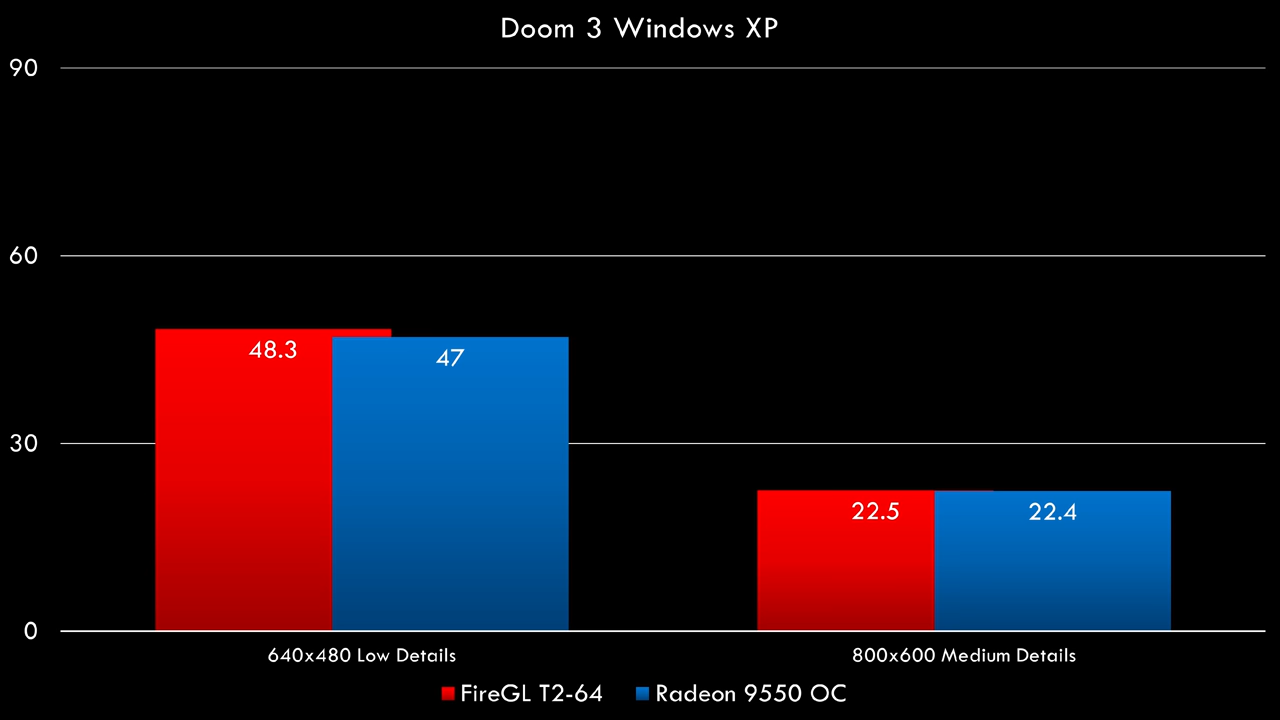 Doom 3 Windows XP
90
60
30
0
48.3
47
22.5
22.4
640x480 Low Details
800x600 Medium Details
FireGL T2-64
Radeon 9550 OC